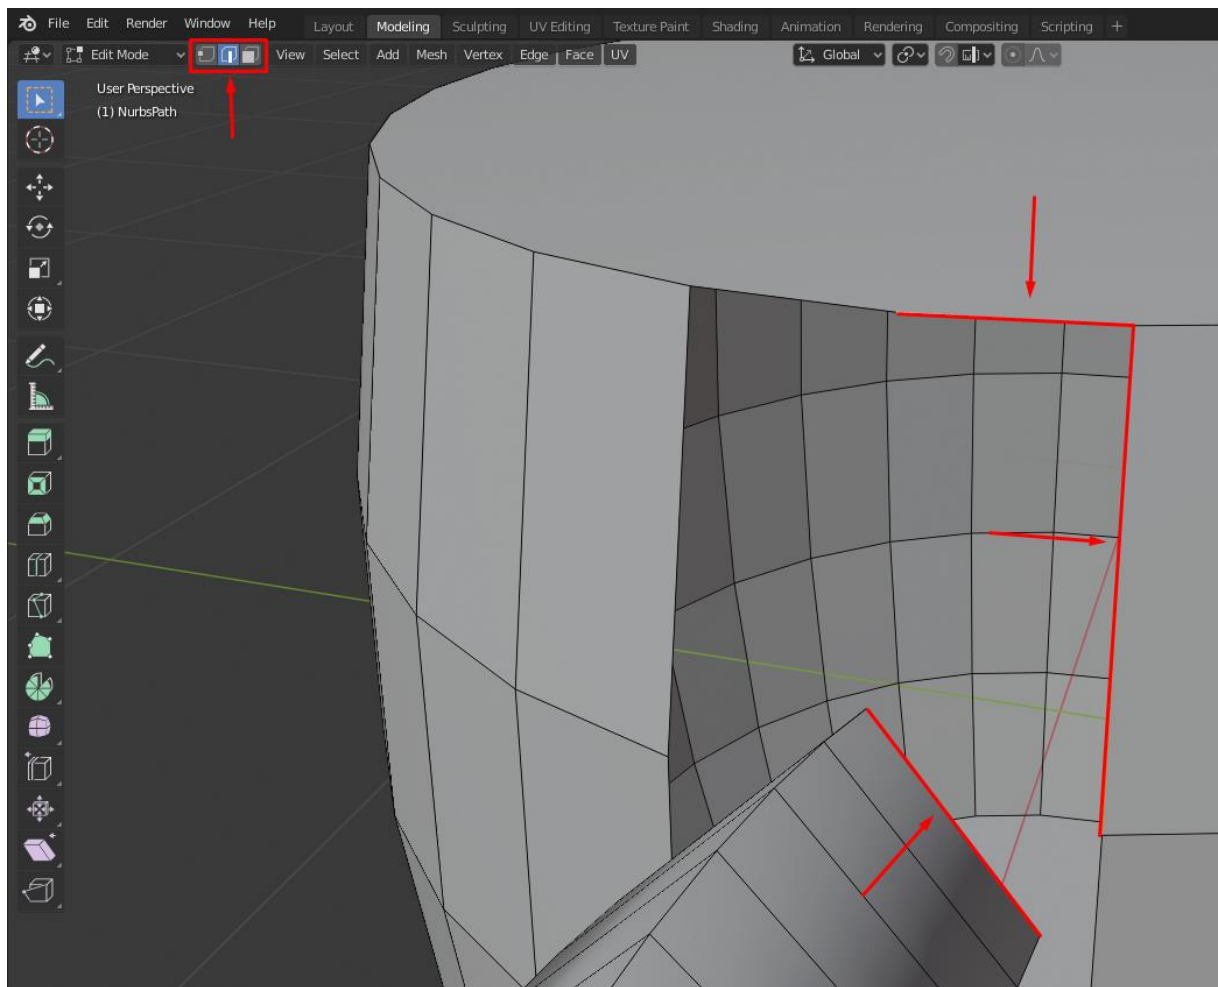 File Edit Render Window Help Layout Modeling Sculpting UV Editing Texture Paint Shading Animation Rendering Compositing Scripting +
Edit Mode View Select Add Mesh Vertex Edge Face UV Global
User Perspective
(1) NurbsPath